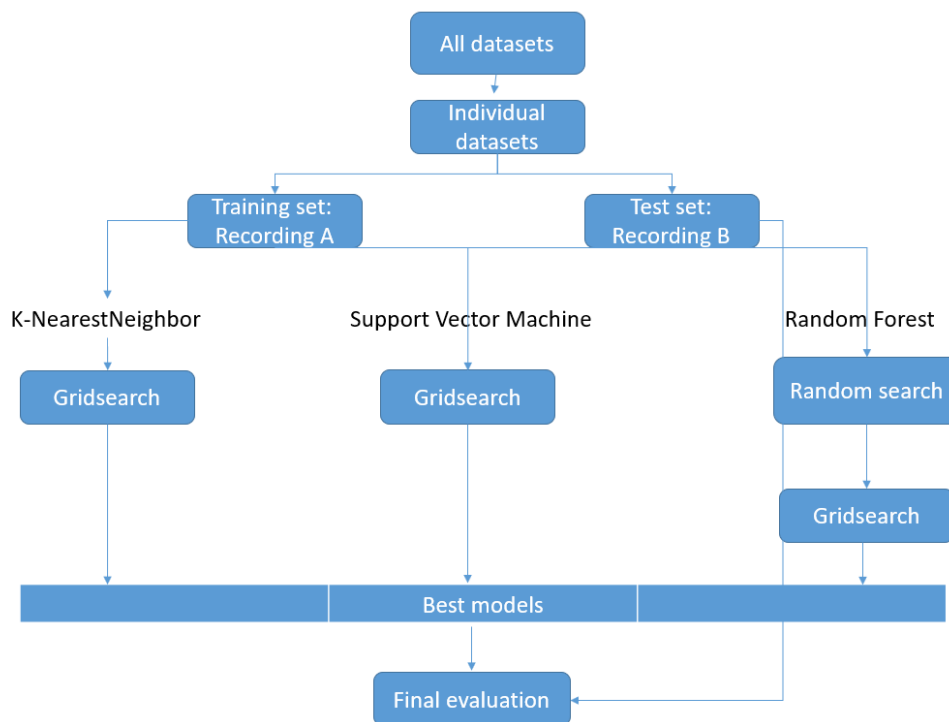 All datasets
Individual
datasets
Training set:
Recording A
Test set:
Recording B
K-NearestNeighbor
Support Vector Machine
Random Forest
Gridsearch
Gridsearch
Random search
Gridsearch
Best models
Final evaluation